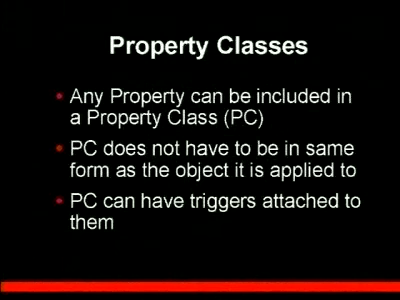 Property Classes
• Any Property can be included in
a Property Class (PC)
• PC does not have to be in same
form as the object it is applied to
• PC can have triggers attached to
them